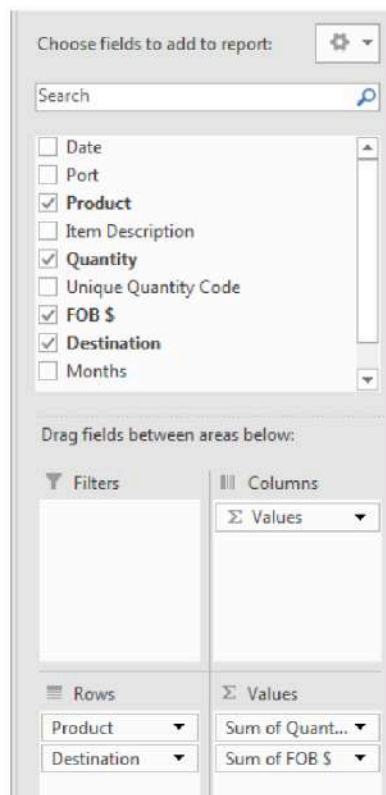 Choose fields to add to report:
Search
Date
Port
Product
Item Description
Quantity
Unique Quantity Code
FOB $
Destination
Months
Drag fields between areas below:
Filters
Columns
Σ Values
Rows
Σ Values
Product
Sum of Quant...
Destination
Sum of FOB $